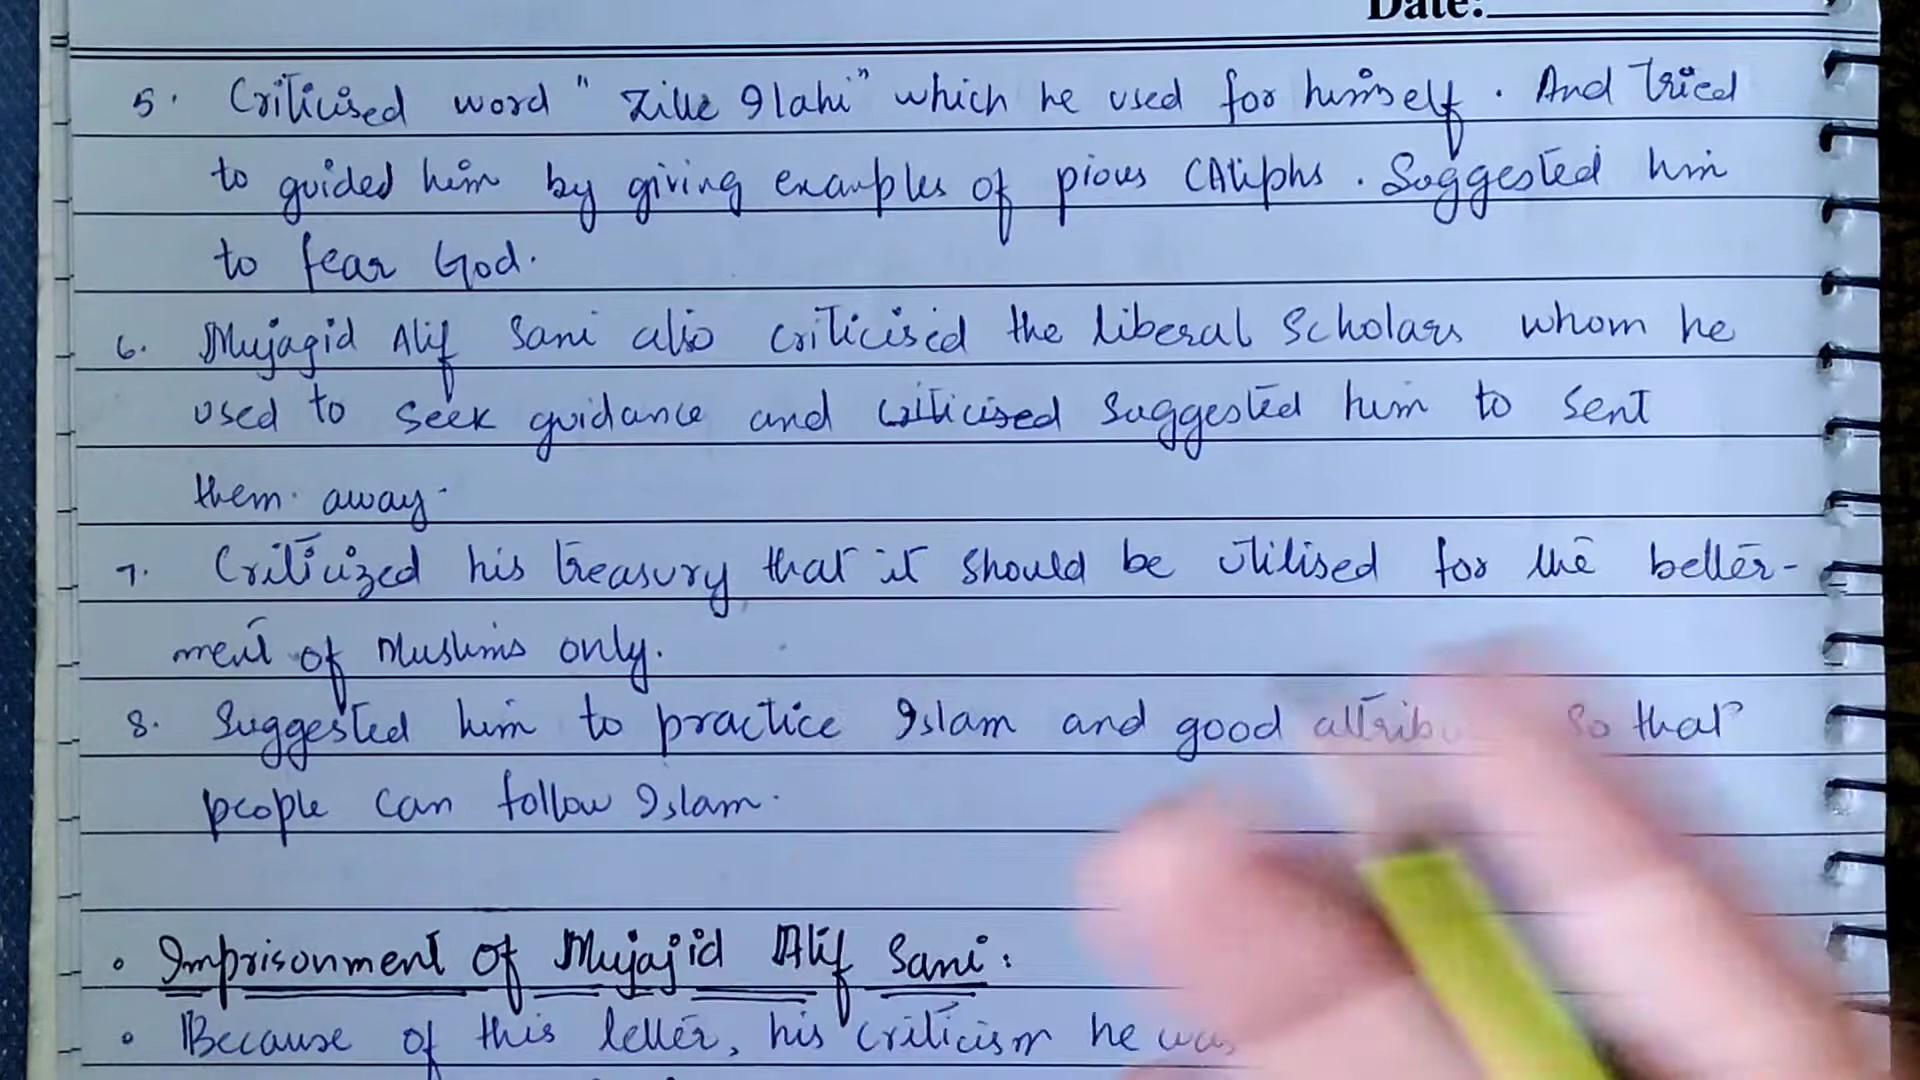 Date:
5. Criticised word "Zille Ilahi" which he used for himself. And tried
to guided him by giving examples of pious CAliphs. Suggested him
to fear God.
6. Mujagid Alif Sani also criticised the liberal Scholars whom he
used to seek guidance and criticised suggested him to sent
them away.
7. Criticized his treasury that it should be utilised for the better-
ment of Muslims only.
8. Suggested him to practice Islam and good so that
people can follow Islam.
• Imprisonment of Mujajid Alif Sani:
• Because of this letter, his criticism he was